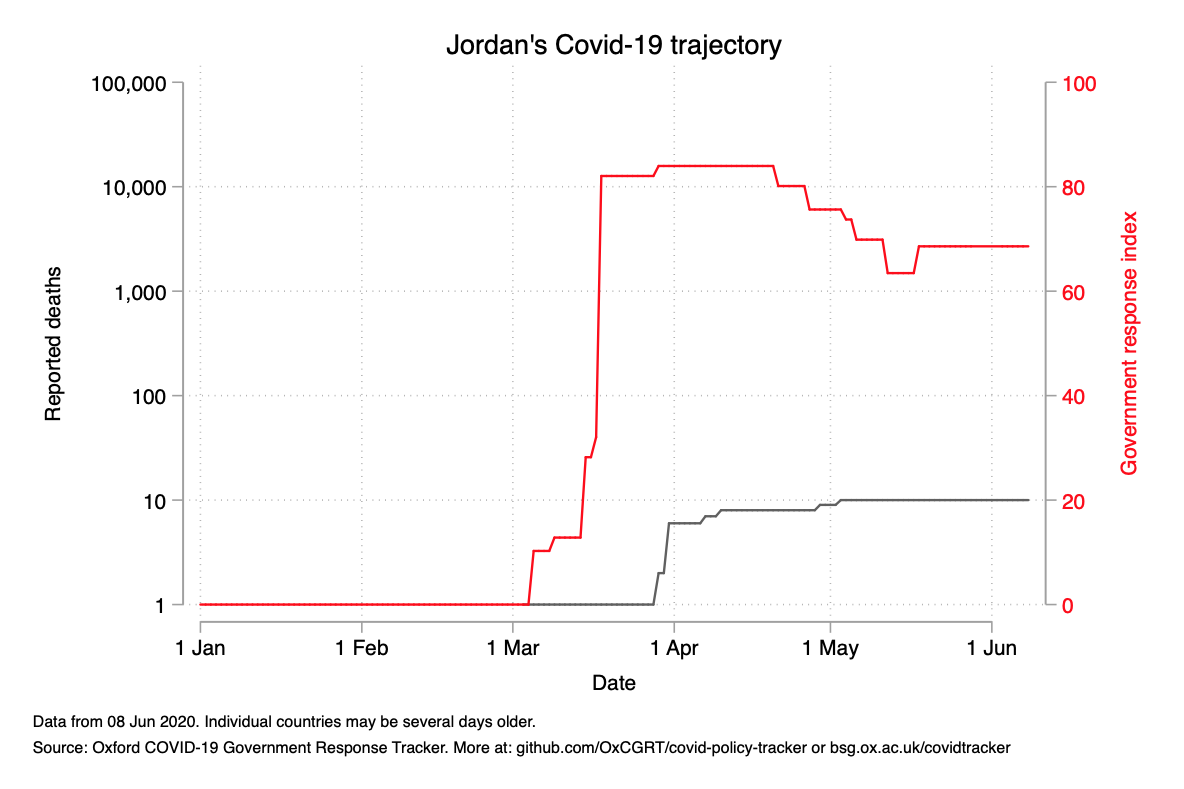 Jordan's Covid-19 trajectory
100,000
10,000
1,000
100
10
1
Reported deaths
100
80
60
40
20
0
Government response index
1 Jan 1 Feb 1 Mar 1 Apr 1 May 1 Jun
Date
Data from 08 Jun 2020. Individual countries may be several days older.
Source: Oxford COVID-19 Government Response Tracker. More at: github.com/OxCGRT/covid-policy-tracker or bsg.ox.ac.uk/covidtracker